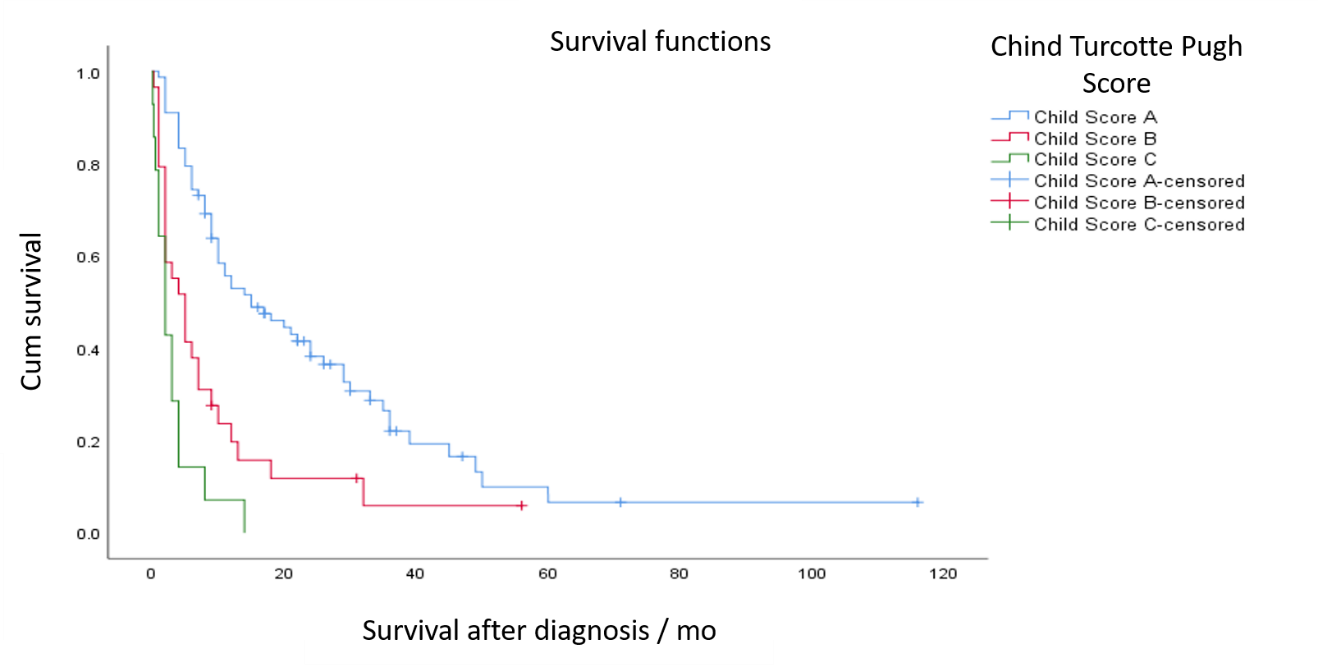 Survival functions
Chind Turcotte Pugh
Score
Child Score A
Child Score B
Child Score C
Child Score A-censored
Child Score B-censored
Child Score C-censored
Cum survival
1.0
0.8
0.6
0.4
0.2
0.0
0 20 40 60 80 100 120
Survival after diagnosis / mo